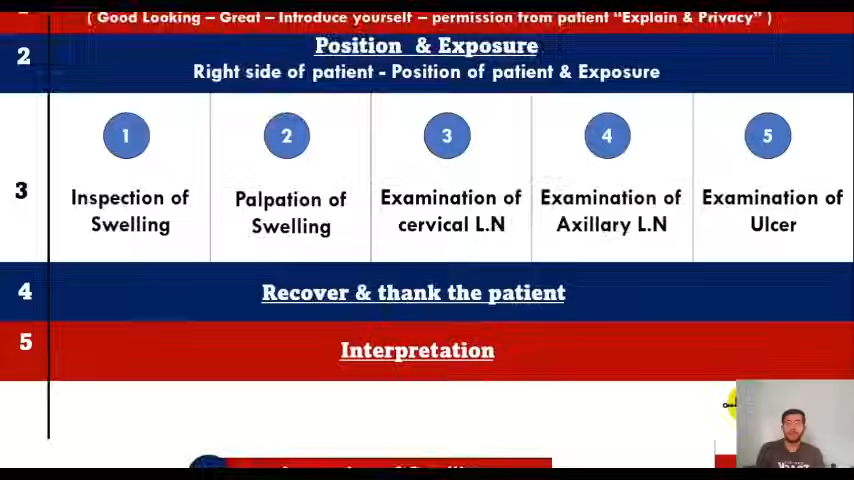 ( Good Looking – Great – Introduce yourself – permission from patient “Explain & Privacy” )
2
Position & Exposure
Right side of patient - Position of patient & Exposure
3
1
Inspection of
Swelling
2
Palpation of
Swelling
3
Examination of
cervical L.N
4
Examination of
Axillary L.N
5
Examination of
Ulcer
4
Recover & thank the patient
5
Interpretation